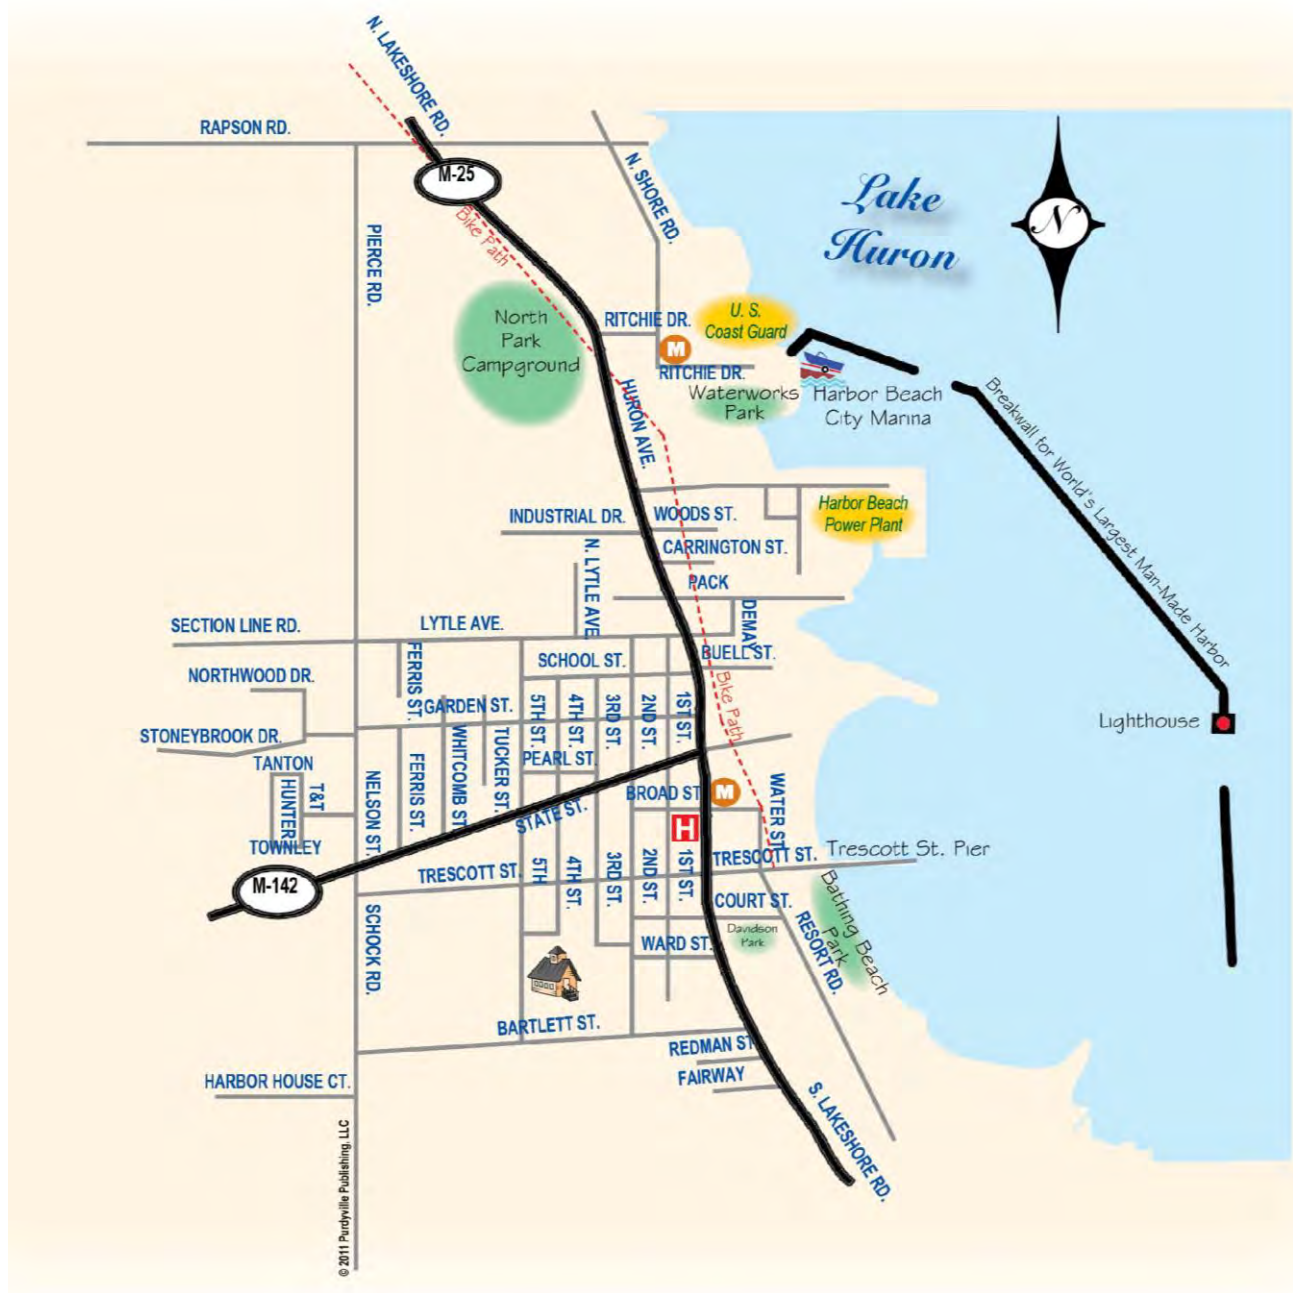 N. LAKESHORE RD.
RAPSON RD.
M-25
N. SHORE RD.
Lake
Huron
N
PIERCE RD.
Bike Path
North
Park
Campground
RITCHIE DR.
U. S.
Coast Guard
M
RITCHIE DR.
Waterworks
Park
Harbor Beach
City Marina
Breakwall for World's Largest Man-Made Harbor
HURON AVE.
INDUSTRIAL DR.
WOODS ST.
Harbor Beach
Power Plant
CARRINGTON ST.
N. LYTLE AVE.
PACK
DEMAY
SECTION LINE RD.
LYTLE AVE.
BUELL ST.
SCHOOL ST.
NORTHWOOD DR.
FERRIS ST.
GARDEN ST.
5TH ST.
4TH ST.
3RD ST.
2ND ST.
1ST ST.
Bike Path
Lighthouse
STONEYBROOK DR.
WHITCOMB ST.
TUCKER ST.
PEARL ST.
TANTON
HUNTER
T&T
NELSON ST.
FERRIS ST.
BROAD ST.
M
WATER ST.
STATE ST.
H
TOWNLEY
M-142
TRESCOTT ST.
5TH
4TH ST.
3RD ST.
2ND ST.
1ST ST.
TRESCOTT ST.
Trescott St. Pier
COURT ST.
SCHOCK RD.
WARD ST.
Davidson
Park
RESORT RD.
Bathing Beach
Park
BARTLETT ST.
REDMAN ST.
FAIRWAY
HARBOR HOUSE CT.
S. LAKESHORE RD.
© 2011 Purdyville Publishing, LLC